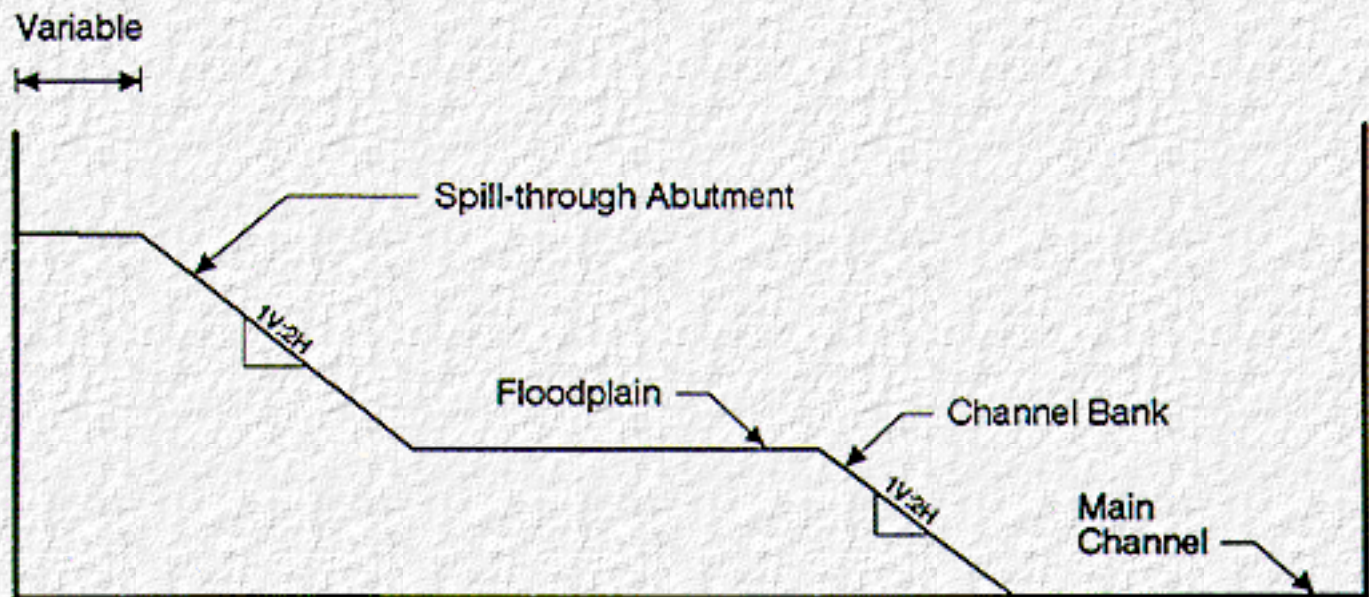 Variable
Spill-through Abutment
1V:2H
Floodplain
Channel Bank
1V:2H
Main
Channel